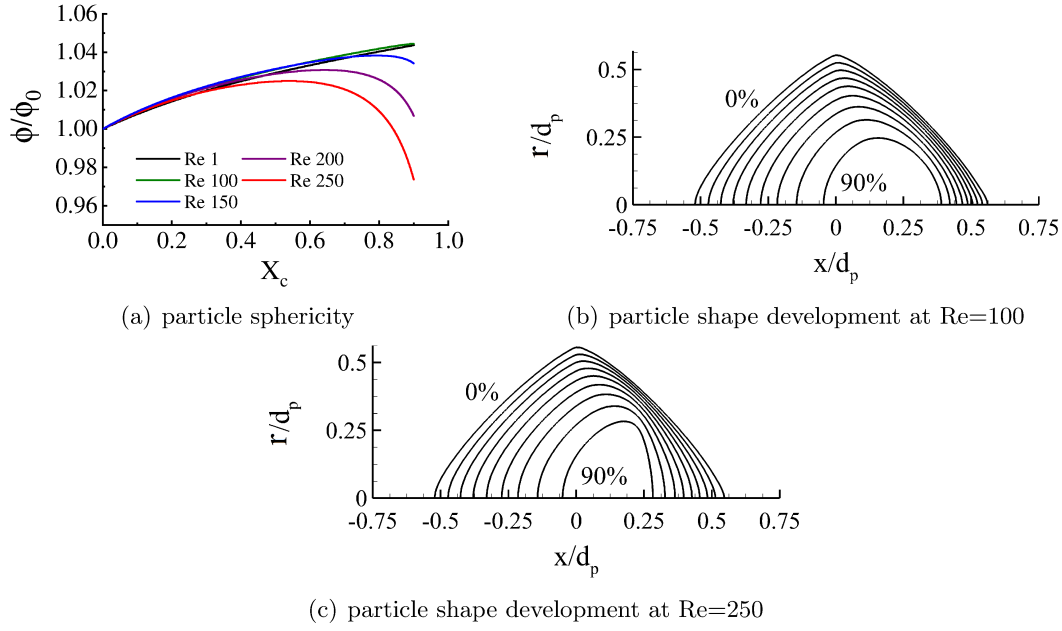 1.06
1.04
1.02
1.00
0.98
0.96
ϕ/ϕ0
Re 1
Re 100
Re 150
Re 200
Re 250
0.0 0.2 0.4 0.6 0.8 1.0
Xc
(a) particle sphericity
0.5
0.25
0
r/dp
0%
90%
-0.75 -0.5 -0.25 0 0.25 0.5 0.75
x/dp
(b) particle shape development at Re=100
0.5
0.25
0
r/dp
0%
90%
-0.75 -0.5 -0.25 0 0.25 0.5 0.75
x/dp
(c) particle shape development at Re=250